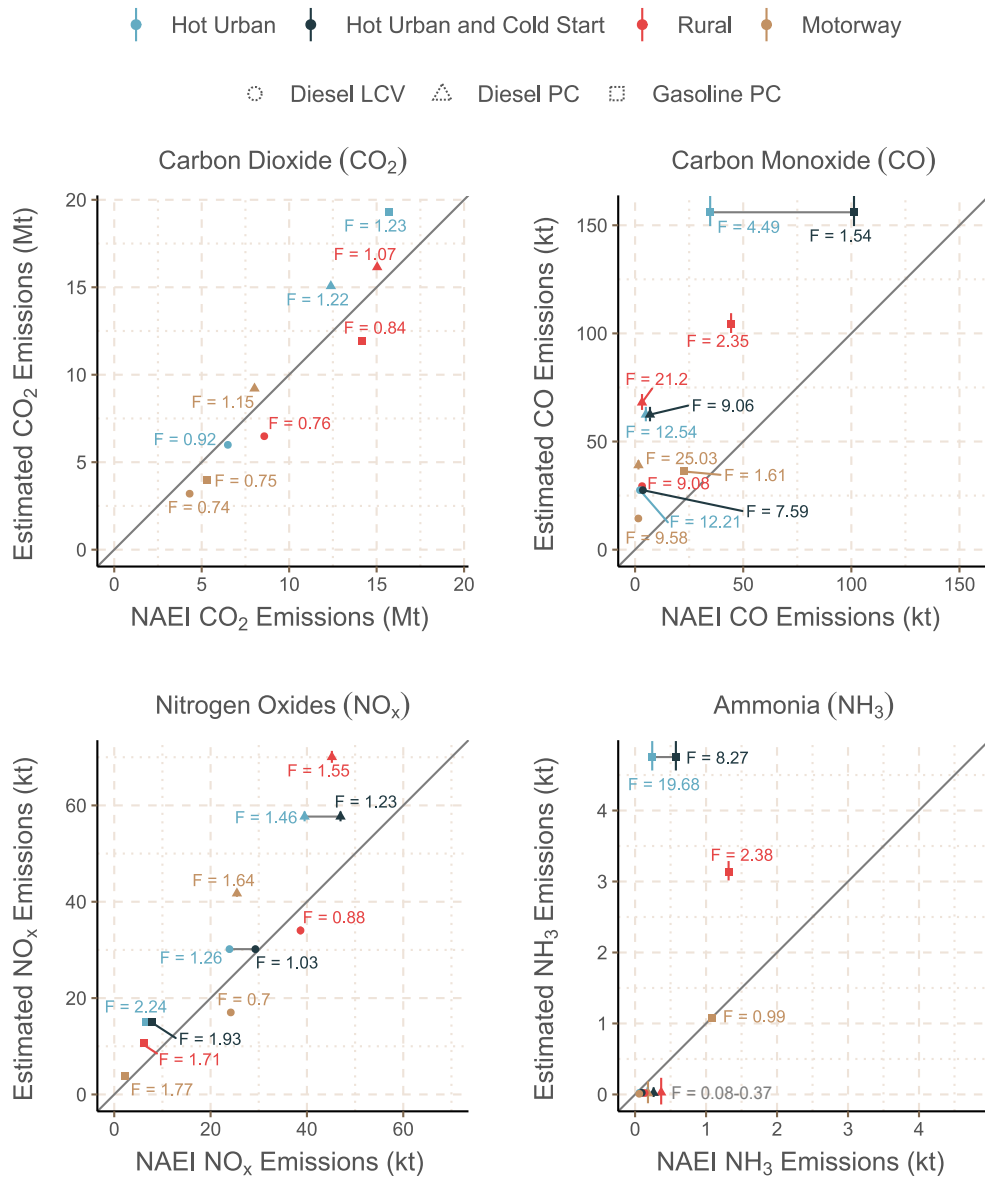 Hot Urban Hot Urban and Cold Start Rural Motorway
Diesel LCV Diesel PC Gasoline PC
Carbon Dioxide (CO₂)
Estimated CO₂ Emissions (Mt)
20
15
10
5
0
F = 1.23
F = 1.07
F = 1.22
F = 0.84
F = 1.15
F = 0.76
F = 0.92
F = 0.75
F = 0.74
0 5 10 15 20
NAEI CO₂ Emissions (Mt)
Carbon Monoxide (CO)
Estimated CO Emissions (kt)
150
100
50
0
F = 4.49
F = 1.54
F = 2.35
F = 21.2
F = 9.06
F = 12.54
F = 25.03
F = 1.61
F = 9.08
F = 7.59
F = 12.21
F = 9.58
0 50 100 150
NAEI CO Emissions (kt)
Nitrogen Oxides (NOₓ)
Estimated NOₓ Emissions (kt)
60
40
20
0
F = 1.55
F = 1.23
F = 1.46
F = 1.64
F = 0.88
F = 1.26
F = 1.03
F = 0.7
F = 2.24
F = 1.93
F = 1.71
F = 1.77
0 20 40 60
NAEI NOₓ Emissions (kt)
Ammonia (NH₃)
Estimated NH₃ Emissions (kt)
4
3
2
1
0
F = 8.27
F = 19.68
F = 2.38
F = 0.99
F = 0.08-0.37
0 1 2 3 4
NAEI NH₃ Emissions (kt)